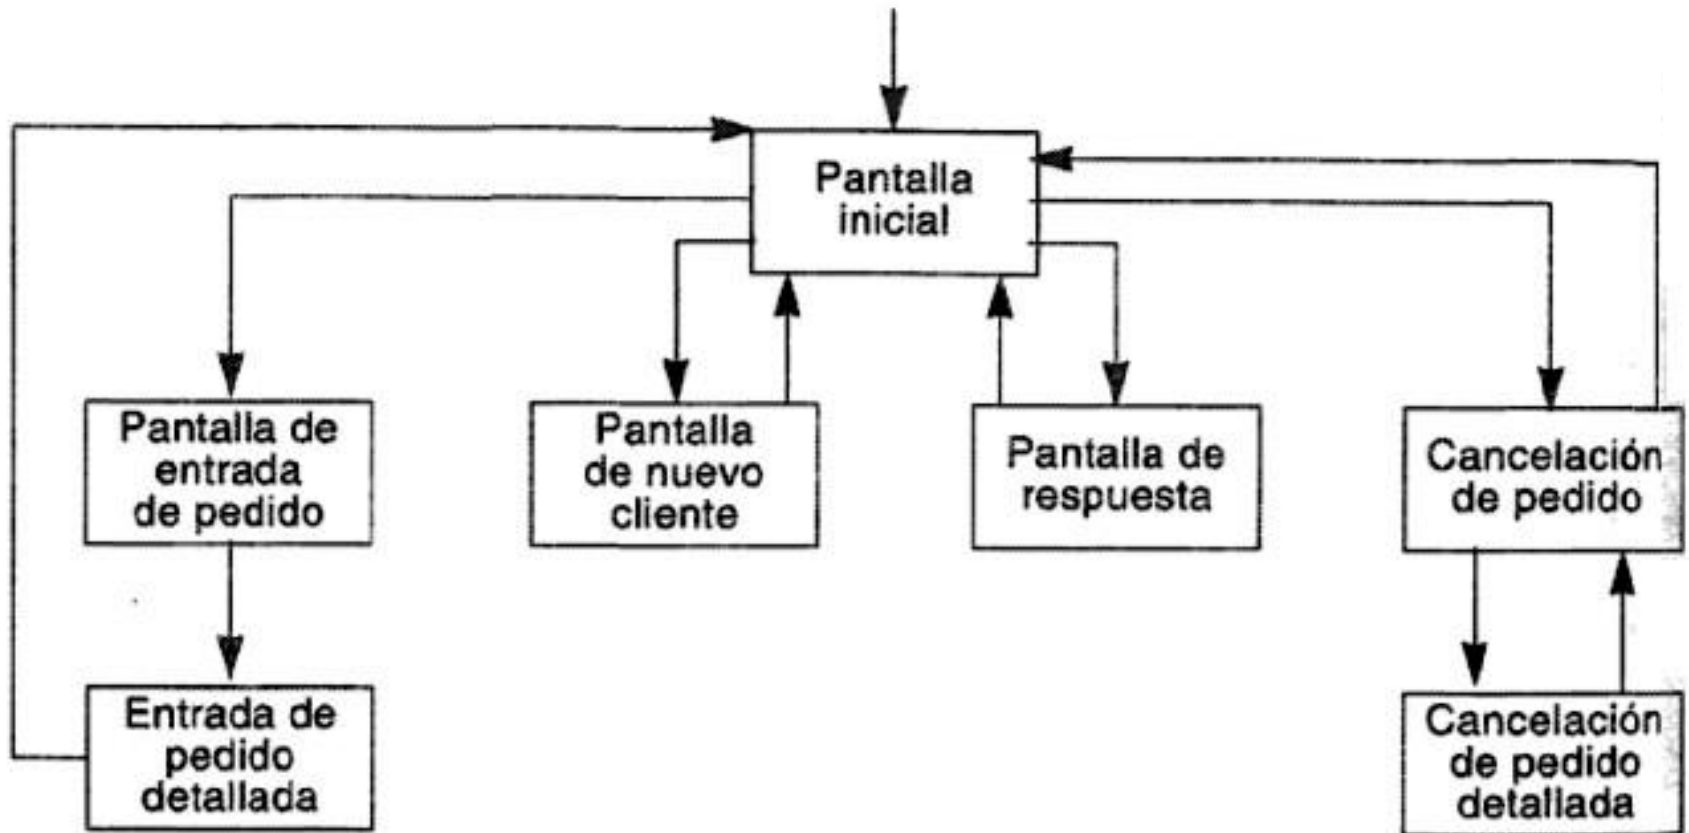 Pantalla
inicial
Pantalla de
entrada
de pedido
Pantalla
de nuevo
cliente
Pantalla de
respuesta
Cancelación
de pedido
Entrada de
pedido
detallada
Cancelación
de pedido
detallada